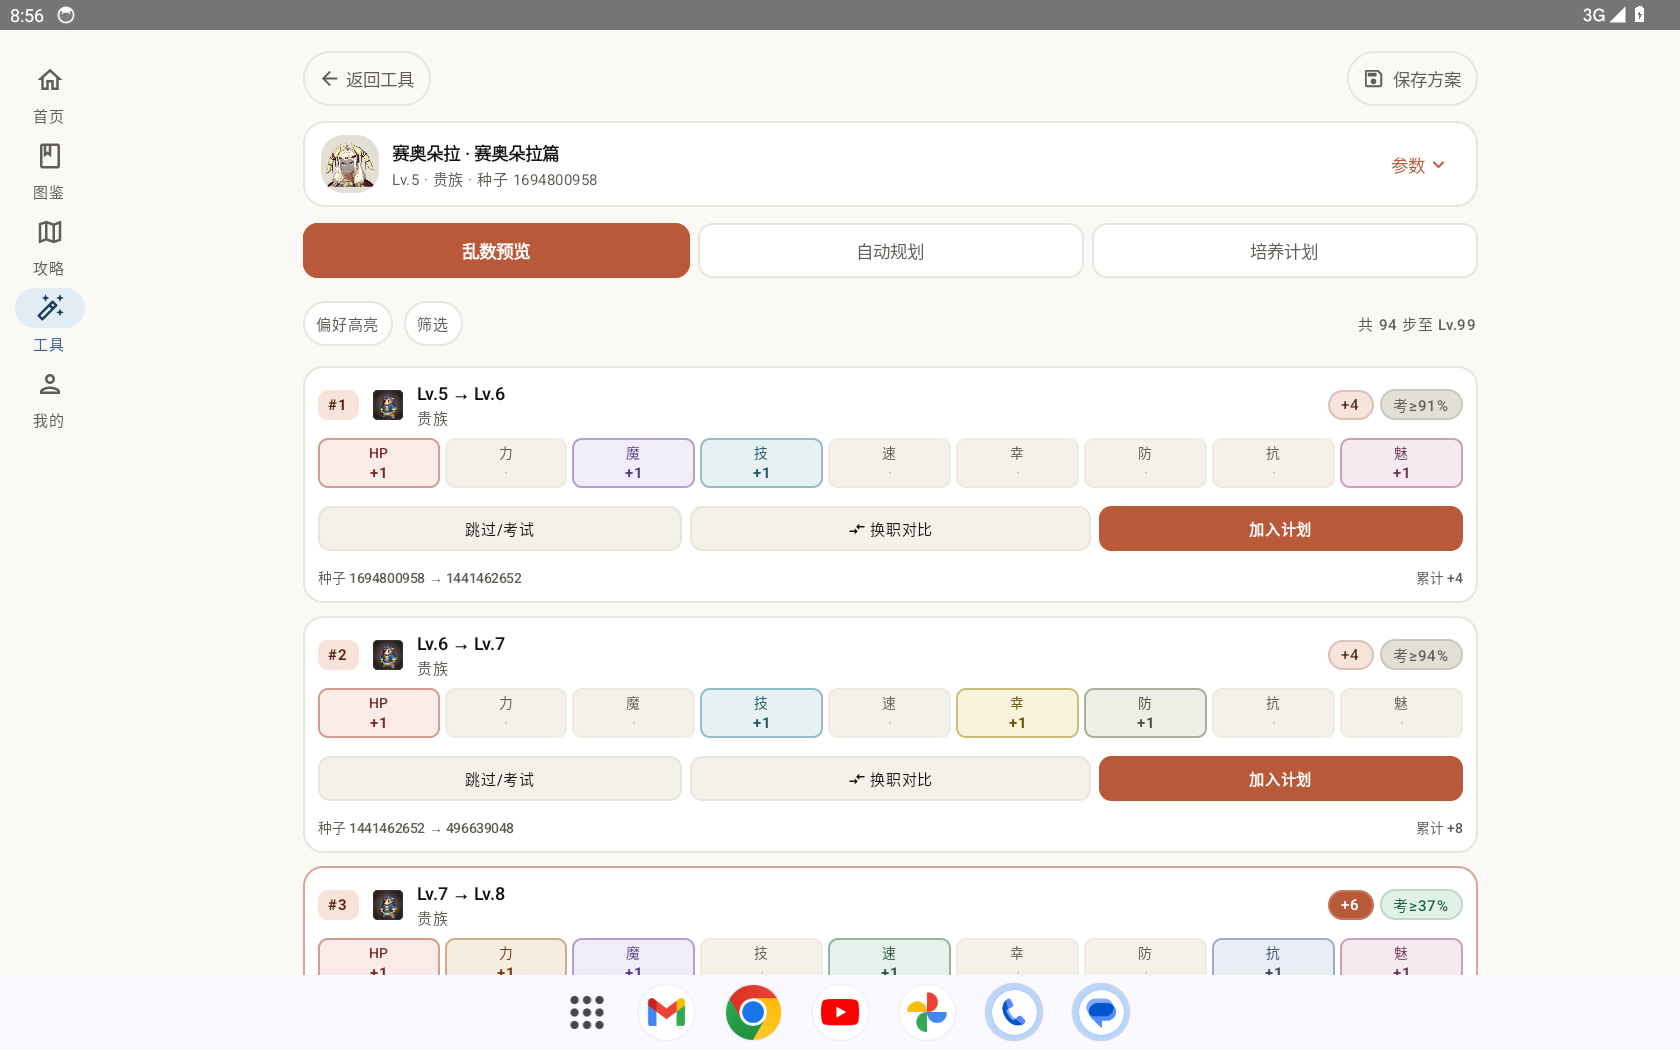 8:56
3G
首页
图鉴
攻略
工具
我的
返回工具
保存方案
赛奥朵拉 · 赛奥朵拉篇
Lv.5 · 贵族 · 种子 1694800958
参数
乱数预览
自动规划
培养计划
偏好高亮
筛选
共 94 步至 Lv.99
#1
Lv.5 → Lv.6
贵族
+4
考≥91%
HP
+1
力
·
魔
+1
技
+1
速
·
幸
·
防
·
抗
·
魅
+1
跳过/考试
换职对比
加入计划
种子 1694800958 → 1441462652
累计 +4
#2
Lv.6 → Lv.7
贵族
+4
考≥94%
HP
+1
力
·
魔
·
技
+1
速
·
幸
+1
防
+1
抗
·
魅
·
跳过/考试
换职对比
加入计划
种子 1441462652 → 496639048
累计 +8
#3
Lv.7 → Lv.8
贵族
+6
考≥37%
HP
+1
力
+1
魔
+1
技
·
速
+1
幸
·
防
·
抗
+1
魅
+1